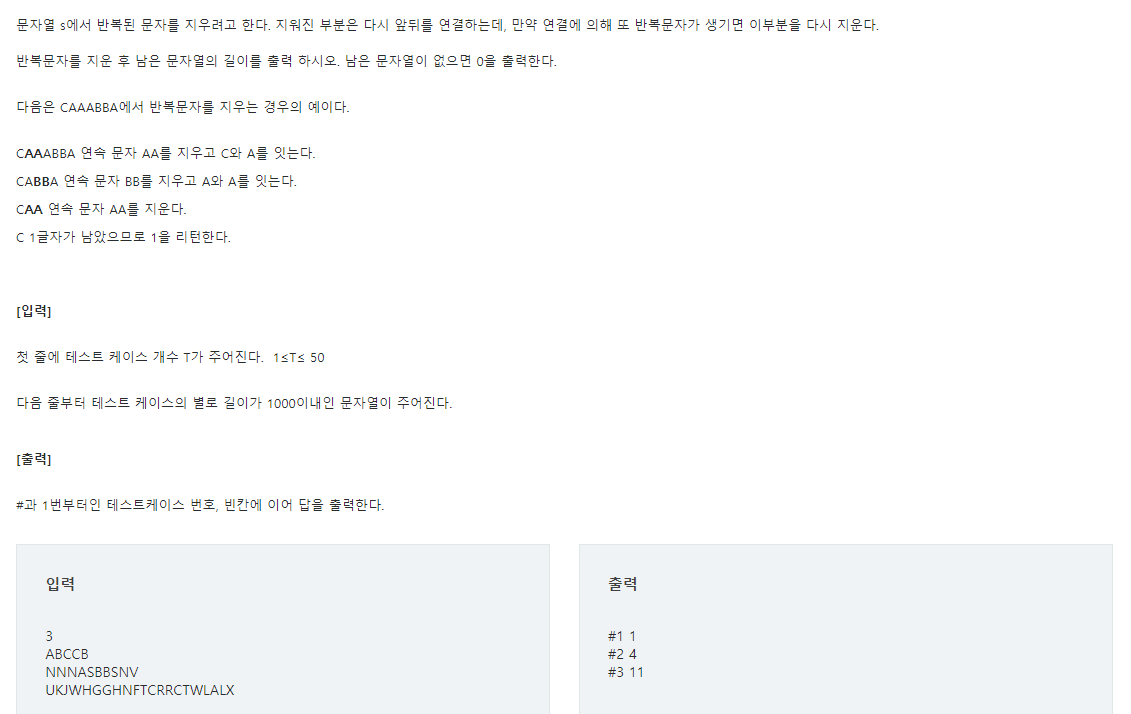 문자열 s에서 반복된 문자를 지우려고 한다. 지워진 부분은 다시 앞뒤를 연결하는데, 만약 연결에 의해 또 반복문자가 생기면 이부분을 다시 지운다.
반복문자를 지운 후 남은 문자열의 길이를 출력 하시오. 남은 문자열이 없으면 0을 출력한다.
다음은 CAAABBA에서 반복문자를 지우는 경우의 예이다.
CAAABBA 연속 문자 AA를 지우고 C와 A를 잇는다.
CABBA 연속 문자 BB를 지우고 A와 A를 잇는다.
CAA 연속 문자 AA를 지운다.
C 1글자가 남았으므로 1을 리턴한다.
[입력]
첫 줄에 테스트 케이스 개수 T가 주어진다. 1≤T≤ 50
다음 줄부터 테스트 케이스의 별로 길이가 1000이내인 문자열이 주어진다.
[출력]
#과 1번부터인 테스트케이스 번호, 빈칸에 이어 답을 출력한다.
입력
3
ABCCB
NNNASBBSNV
UKJWHGGHNFTCRRCTWLALX
출력
#1 1
#2 4
#3 11